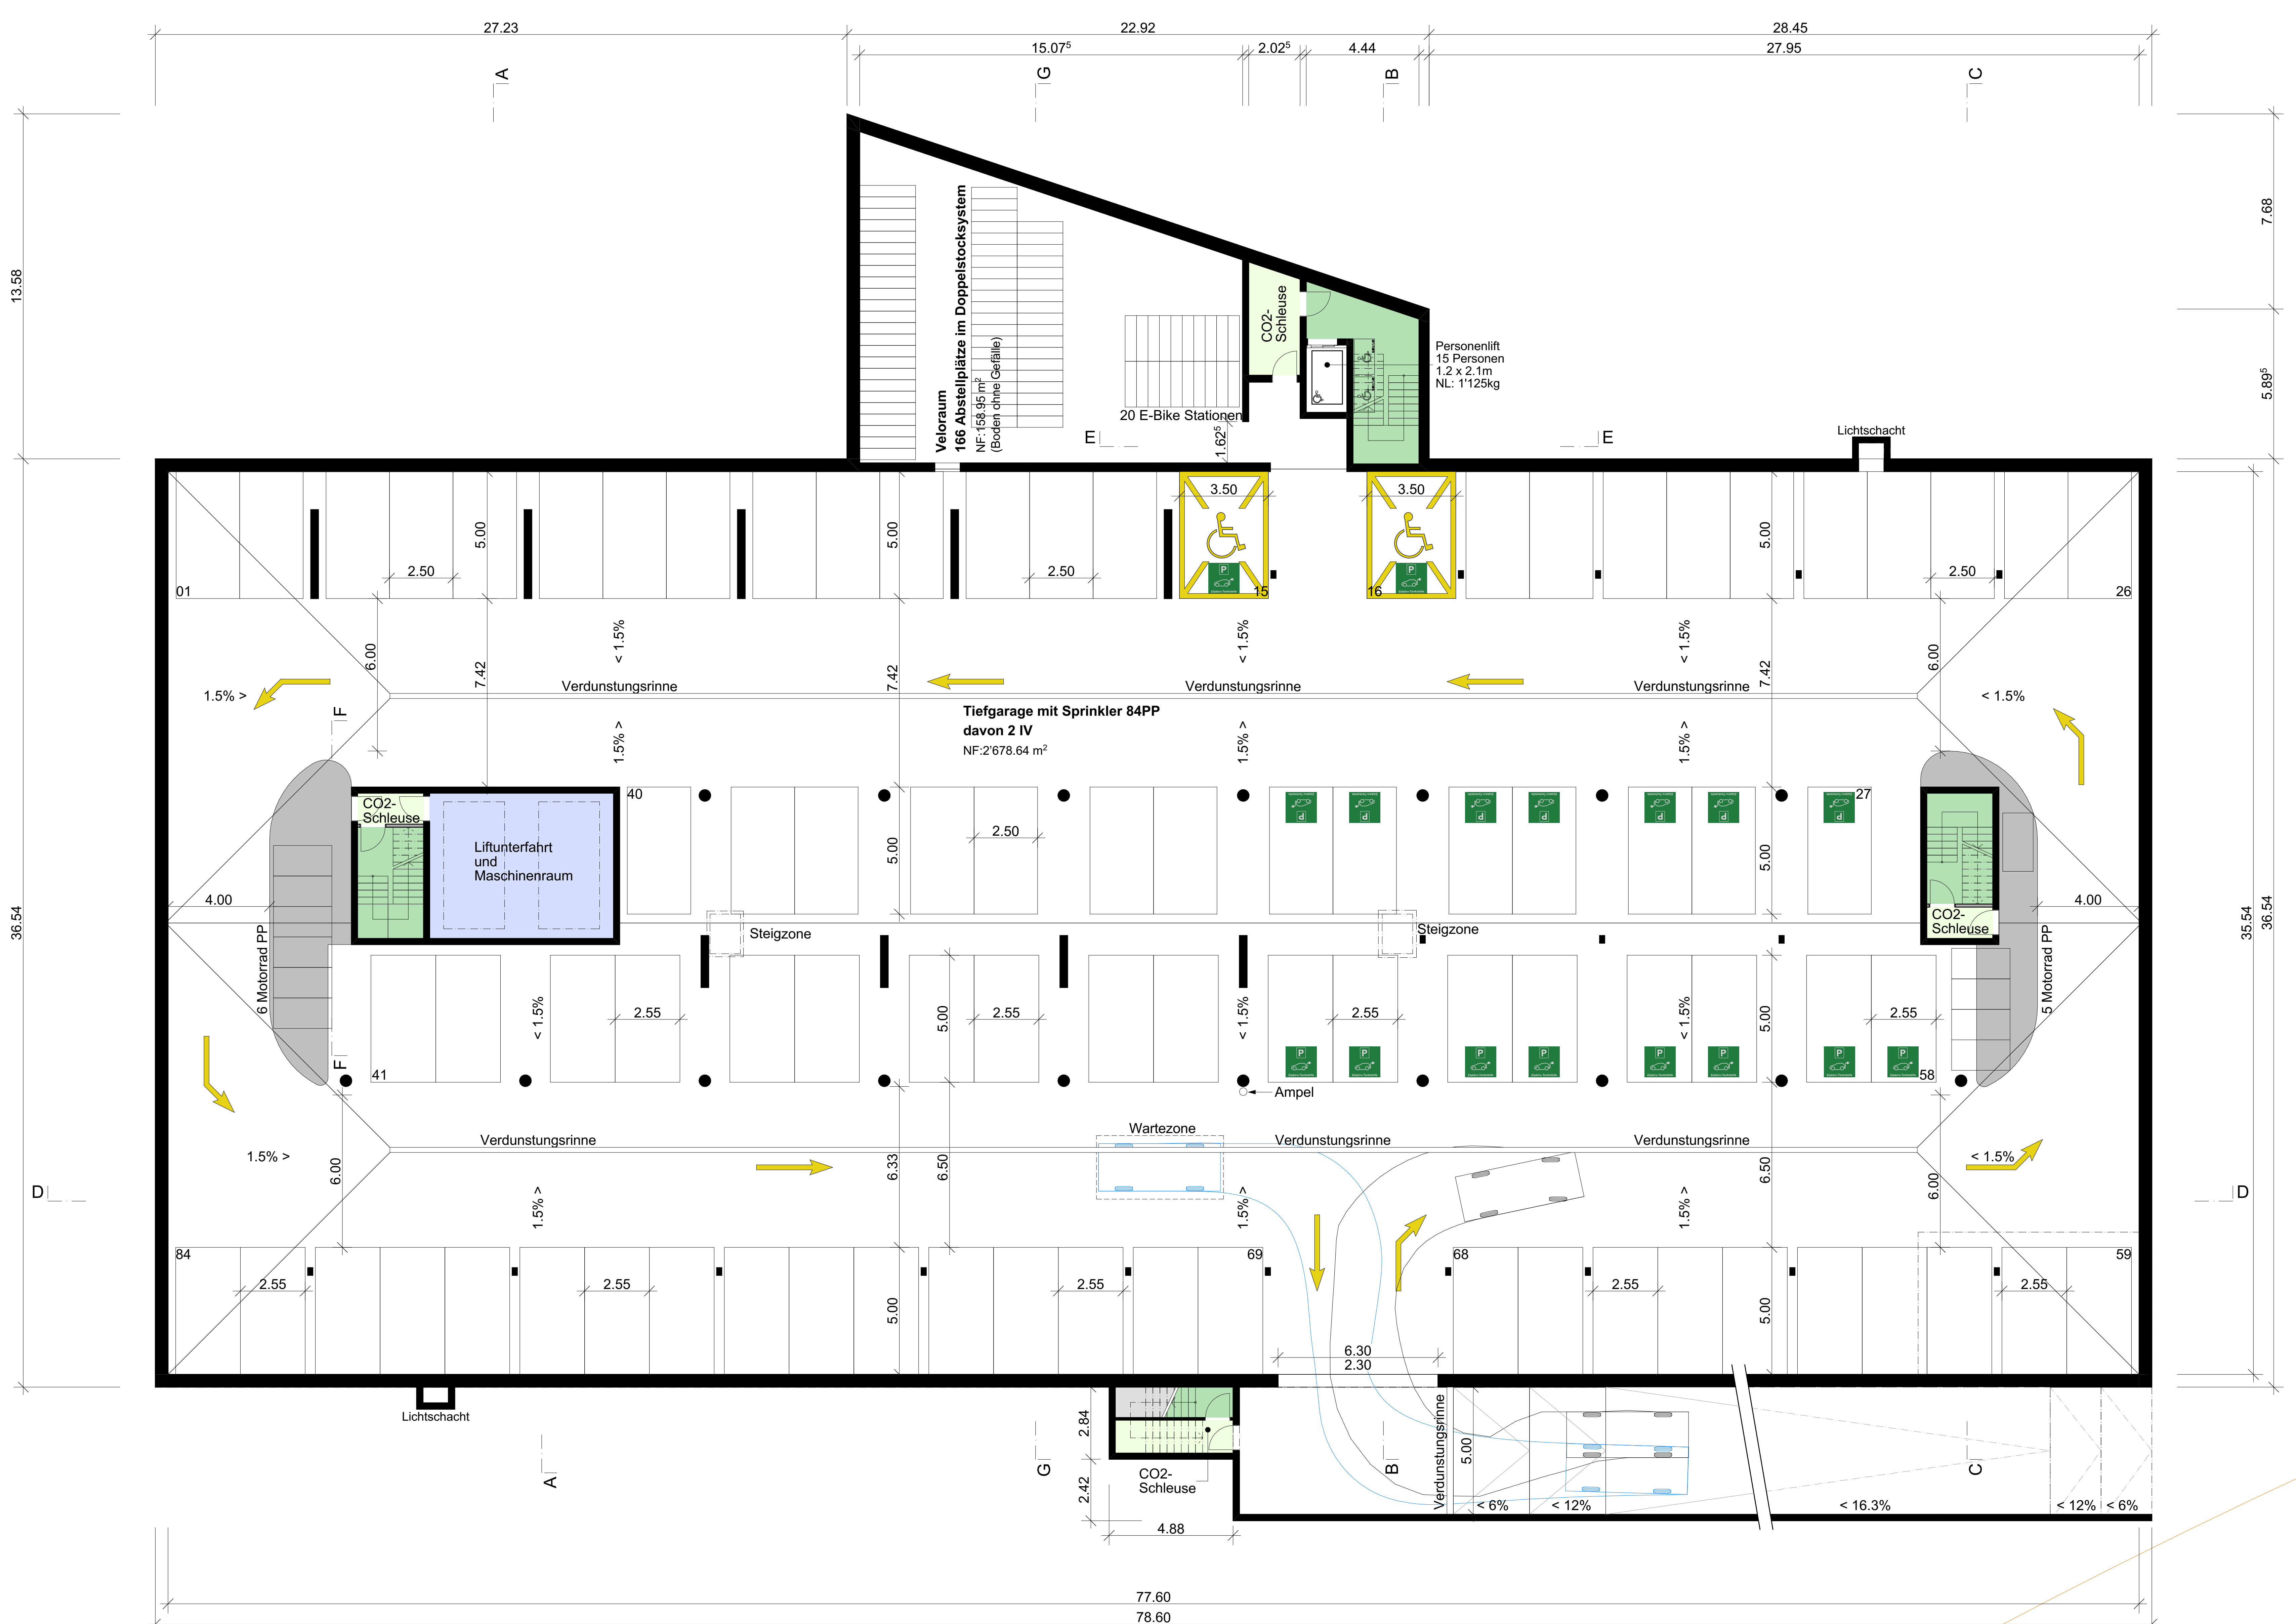 27.23
22.92
28.45
15.07⁵
2.02⁵
4.44
27.95
A
G
B
C
13.58
7.68
5.89⁵
Veloraum
166 Abstellplätze im Doppelstocksystem
NF:158.95 m²
(Boden ohne Gefälle)
CO2-
Schleuse
Personenlift
15 Personen
1.2 x 2.1m
NL: 1'125kg
20 E-Bike Stationen
1.62⁵
E
E
Lichtschacht
3.50
3.50
5.00
5.00
5.00
2.50
2.50
2.50
01
15
16
26
P
P
6.00
7.42
< 1.5%
7.42
< 1.5%
< 1.5%
7.42
6.00
1.5% >
Verdunstungsrinne
Verdunstungsrinne
Verdunstungsrinne
< 1.5%
F
Tiefgarage mit Sprinkler 84PP
davon 2 IV
NF:2'678.64 m²
1.5% >
1.5% >
1.5% >
CO2-
Schleuse
40
27
P
P
P
P
P
P
P
2.50
Liftunterfahrt
und
Maschinenraum
5.00
5.00
4.00
4.00
36.54
35.54
36.54
CO2-
Schleuse
Steigzone
Steigzone
6 Motorrad PP
5 Motorrad PP
< 1.5%
2.55
5.00
2.55
< 1.5%
2.55
< 1.5%
5.00
2.55
P
P
P
P
P
P
P
P
F
41
58
Ampel
Wartezone
Verdunstungsrinne
Verdunstungsrinne
Verdunstungsrinne
1.5% >
< 1.5%
6.00
6.33
6.50
6.50
6.00
D
D
1.5% >
1.5% >
1.5% >
84
69
68
59
2.55
2.55
2.55
2.55
2.55
5.00
5.00
6.30
2.30
Lichtschacht
2.84
2.42
Verdunstungsrinne
5.00
A
G
B
C
CO2-
Schleuse
< 6%
< 12%
< 16.3%
< 12%
< 6%
4.88
77.60
78.60